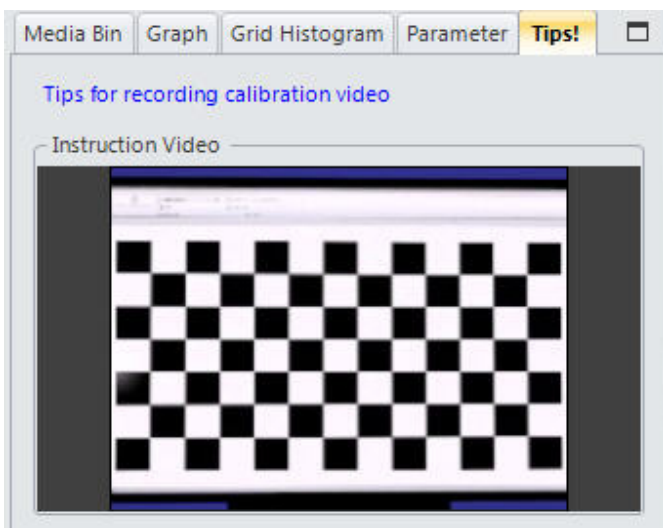 Media Bin Graph Grid Histogram Parameter Tips!
Tips for recording calibration video
Instruction Video